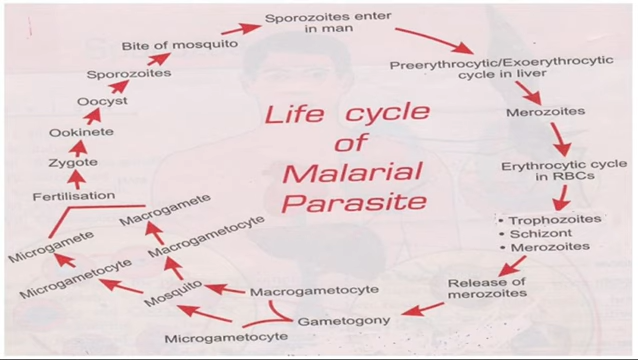 Sporozoites enter
in man
Preerythrocytic/Exoerythrocytic
cycle in liver
Merozoites
Erythrocytic cycle
in RBCs
• Trophozoites
• Schizont
• Merozoites
Release of
merozoites
Gametogony
Macrogametocyte
Microgametocyte
Mosquito
Macrogametocyte
Microgametocyte
Macrogamete
Microgamete
Fertilisation
Zygote
Ookinete
Oocyst
Sporozoites
Bite of mosquito
Life cycle
of
Malarial
Parasite